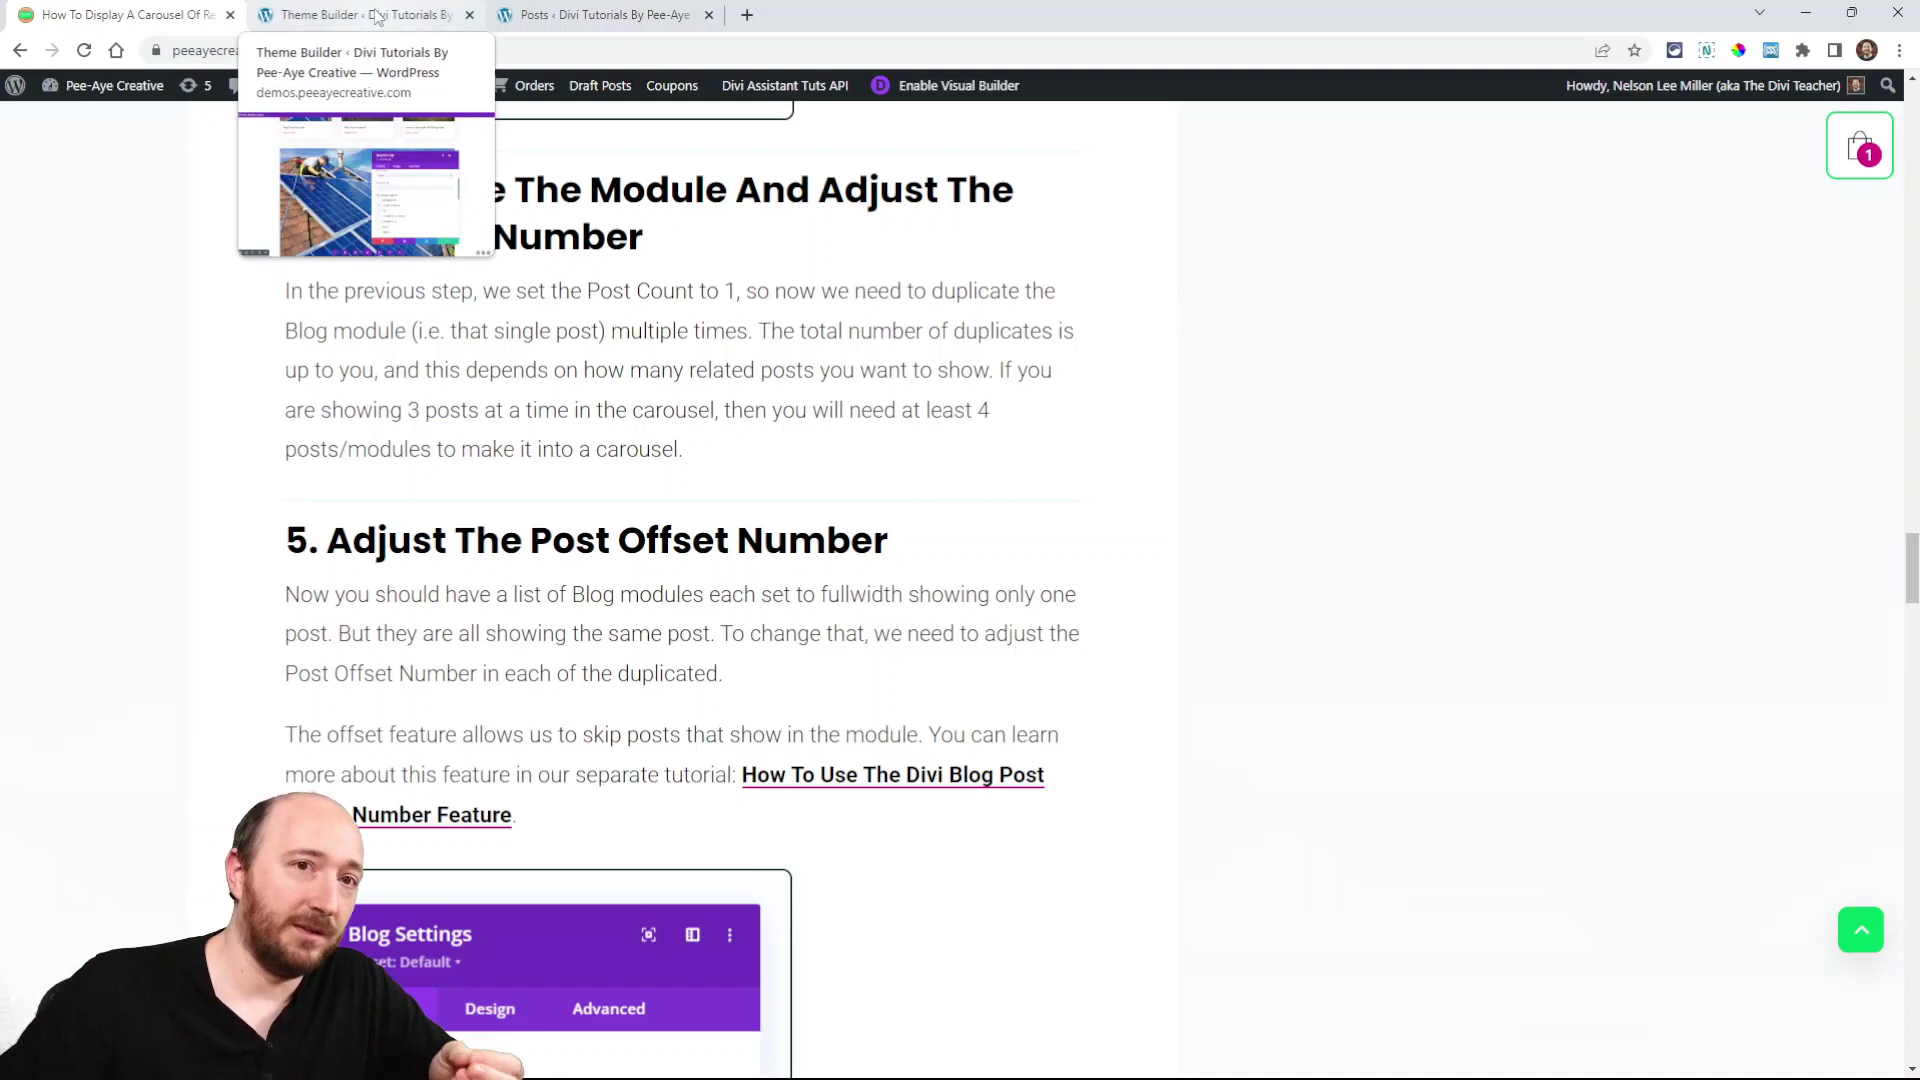 How To Display A Carousel Of Re
Theme Builder ‹ Divi Tutorials By
Posts ‹ Divi Tutorials By Pee-Aye
peeayecrea
Theme Builder ‹ Divi Tutorials By
Pee-Aye Creative — WordPress
demos.peeayecreative.com
Pee-Aye Creative
5
Orders
Draft Posts
Coupons
Divi Assistant Tuts API
D
Enable Visual Builder
Howdy, Nelson Lee Miller (aka The Divi Teacher)
1
e The Module And Adjust The
Number
In the previous step, we set the Post Count to 1, so now we need to duplicate the
Blog module (i.e. that single post) multiple times. The total number of duplicates is
up to you, and this depends on how many related posts you want to show. If you
are showing 3 posts at a time in the carousel, then you will need at least 4
posts/modules to make it into a carousel.
5. Adjust The Post Offset Number
Now you should have a list of Blog modules each set to fullwidth showing only one
post. But they are all showing the same post. To change that, we need to adjust the
Post Offset Number in each of the duplicated.
The offset feature allows us to skip posts that show in the module. You can learn
more about this feature in our separate tutorial: How To Use The Divi Blog Post
Number Feature.
Blog Settings
set: Default
Design
Advanced